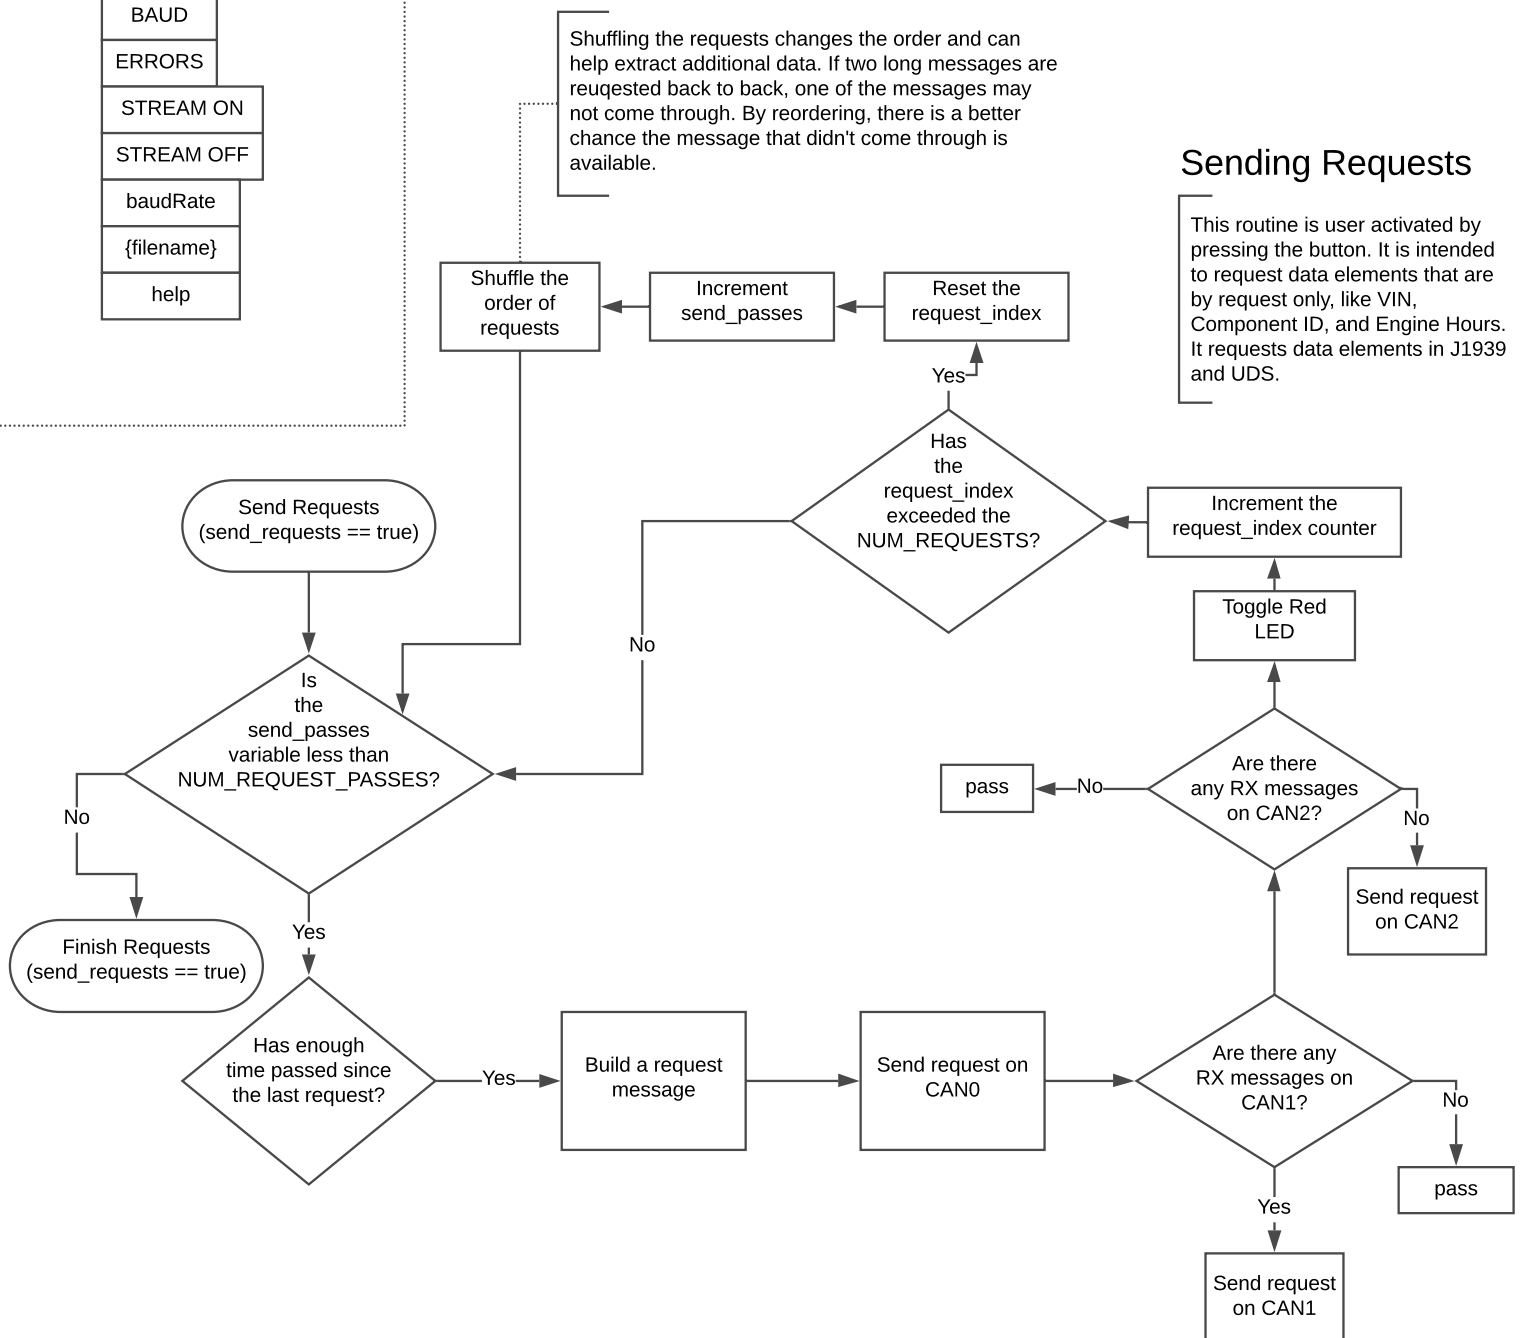 BAUD
ERRORS
STREAM ON
STREAM OFF
baudRate
{filename}
help
Shuffling the requests changes the order and can
help extract additional data. If two long messages are
reuqested back to back, one of the messages may
not come through. By reordering, there is a better
chance the message that didn't come through is
available.
Sending Requests
This routine is user activated by
pressing the button. It is intended
to request data elements that are
by request only, like VIN,
Component ID, and Engine Hours.
It requests data elements in J1939
and UDS.
Shuffle the
order of
requests
Increment
send_passes
Reset the
request_index
Yes
Has
the
request_index
exceeded the
NUM_REQUESTS?
Increment the
request_index counter
Send Requests
(send_requests == true)
Toggle Red
LED
No
Is
the
send_passes
variable less than
NUM_REQUEST_PASSES?
Are there
any RX messages
on CAN2?
pass
No
No
No
Send request
on CAN2
Yes
Finish Requests
(send_requests == true)
Has enough
time passed since
the last request?
Yes
Build a request
message
Send request on
CAN0
Are there any
RX messages on
CAN1?
No
pass
Yes
Send request
on CAN1